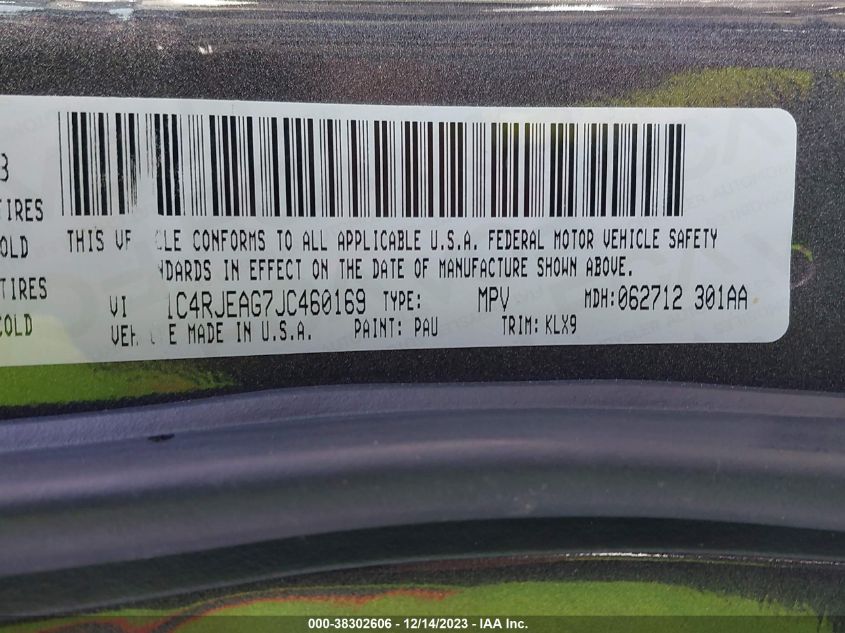 3
TIRES
COLD
TIRES
COLD
THIS VE CLE CONFORMS TO ALL APPLICABLE U.S.A. FEDERAL MOTOR VEHICLE SAFETY
NDARDS IN EFFECT ON THE DATE OF MANUFACTURE SHOWN ABOVE.
VI 1C4RJEAG7JC460169 TYPE: MPV MDH:062712 301AA
VEH E MADE IN U.S.A. PAINT: PAU TRIM: KLX9
000-38302606 - 12/14/2023 - IAA Inc.